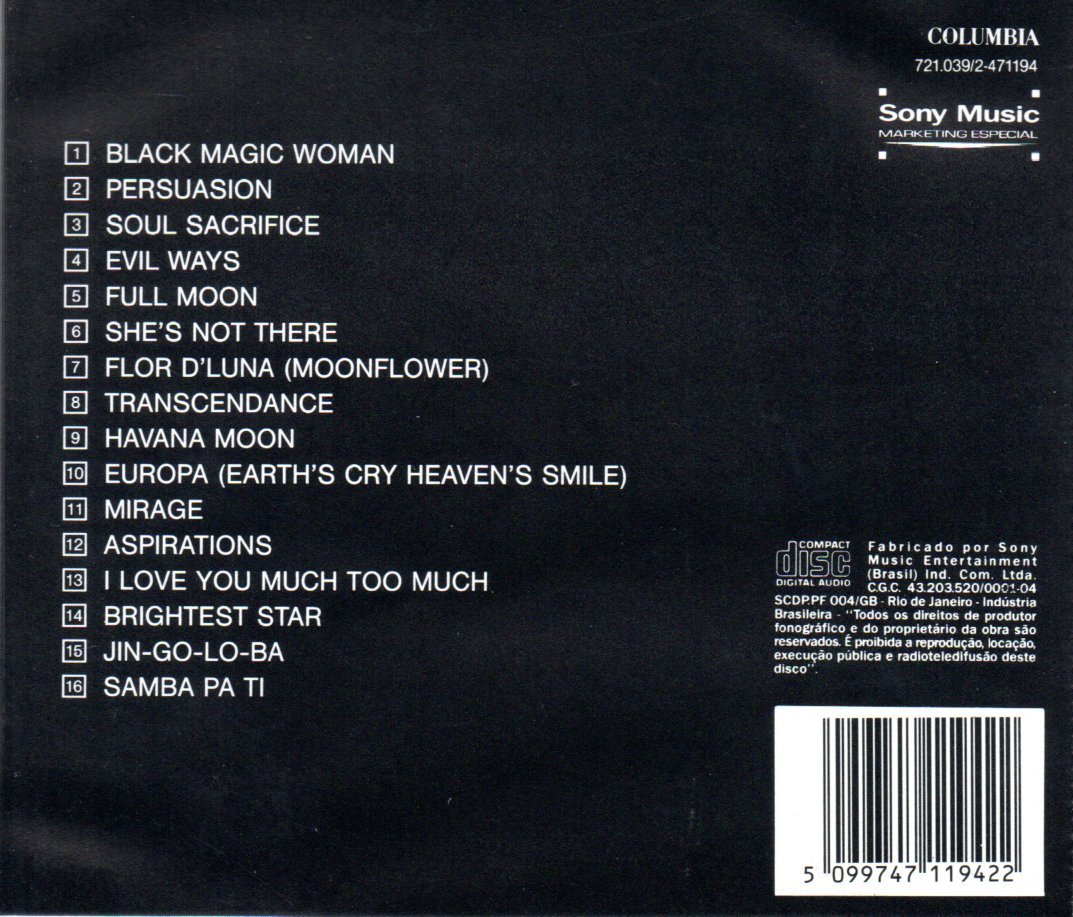 COLUMBIA
721.039/2-471194
Sony Music
MARKETING ESPECIAL
1 BLACK MAGIC WOMAN
2 PERSUASION
3 SOUL SACRIFICE
4 EVIL WAYS
5 FULL MOON
6 SHE'S NOT THERE
7 FLOR D'LUNA (MOONFLOWER)
8 TRANSCENDANCE
9 HAVANA MOON
10 EUROPA (EARTH'S CRY HEAVEN'S SMILE)
11 MIRAGE
12 ASPIRATIONS
13 I LOVE YOU MUCH TOO MUCH
14 BRIGHTEST STAR
15 JIN-GO-LO-BA
16 SAMBA PA TI
COMPACT
disc
DIGITAL AUDIO
Fabricado por Sony
Music Entertainment
(Brasil) Ind. Com. Ltda.
C.G.C. 43.203.520/0001-04
SCDP.PF 004/GB - Rio de Janeiro - Indústria
Brasileira - "Todos os direitos de produtor
fonográfico e do proprietário da obra são
reservados. É proibida a reprodução, locação,
execução pública e radioteledifusão deste
disco".
5 099747 119422